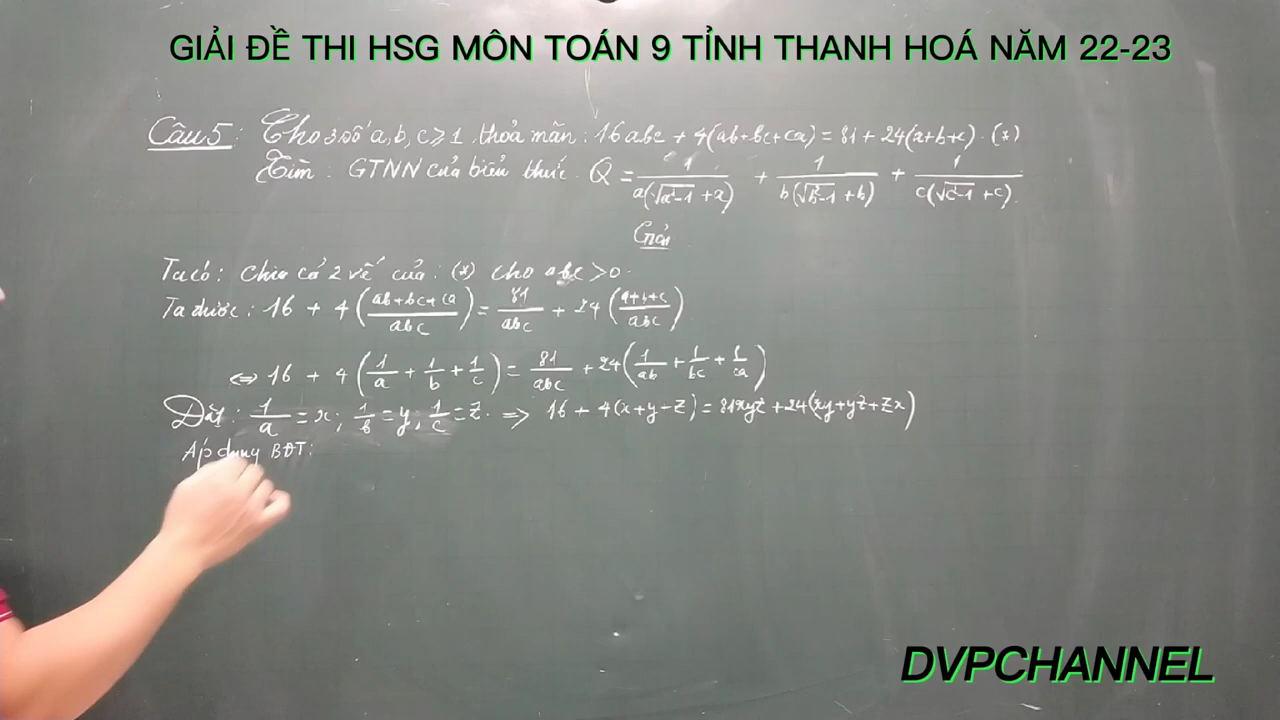 GIẢI ĐỀ THI HSG MÔN TOÁN 9 TỈNH THANH HOÁ NĂM 22-23
Câu 5: Cho 3 số a, b, c ≥ 1 thỏa mãn: 16abc + 4(ab+bc+ca) = 81 + 24(a+b+c). (*)
Tìm: GTNN của biểu thức. Q = 1/(a(√(a²-1) + a)) + 1/(b(√(b²-1) + b)) + 1/(c(√(c²-1) + c)).
Giải
Ta có: Chia cả 2 vế của: (*) cho abc > 0.
Ta được: 16 + 4((ab+bc+ca)/abc) = 81/abc + 24((a+b+c)/abc)
⇔ 16 + 4(1/a + 1/b + 1/c) = 81/abc + 24(1/ab + 1/bc + 1/ca)
Đặt: 1/a = x; 1/b = y; 1/c = z. ⇒ 16 + 4(x+y+z) = 81xyz + 24(xy+yz+zx)
Áp dụng BĐT:
DVPCHANNEL